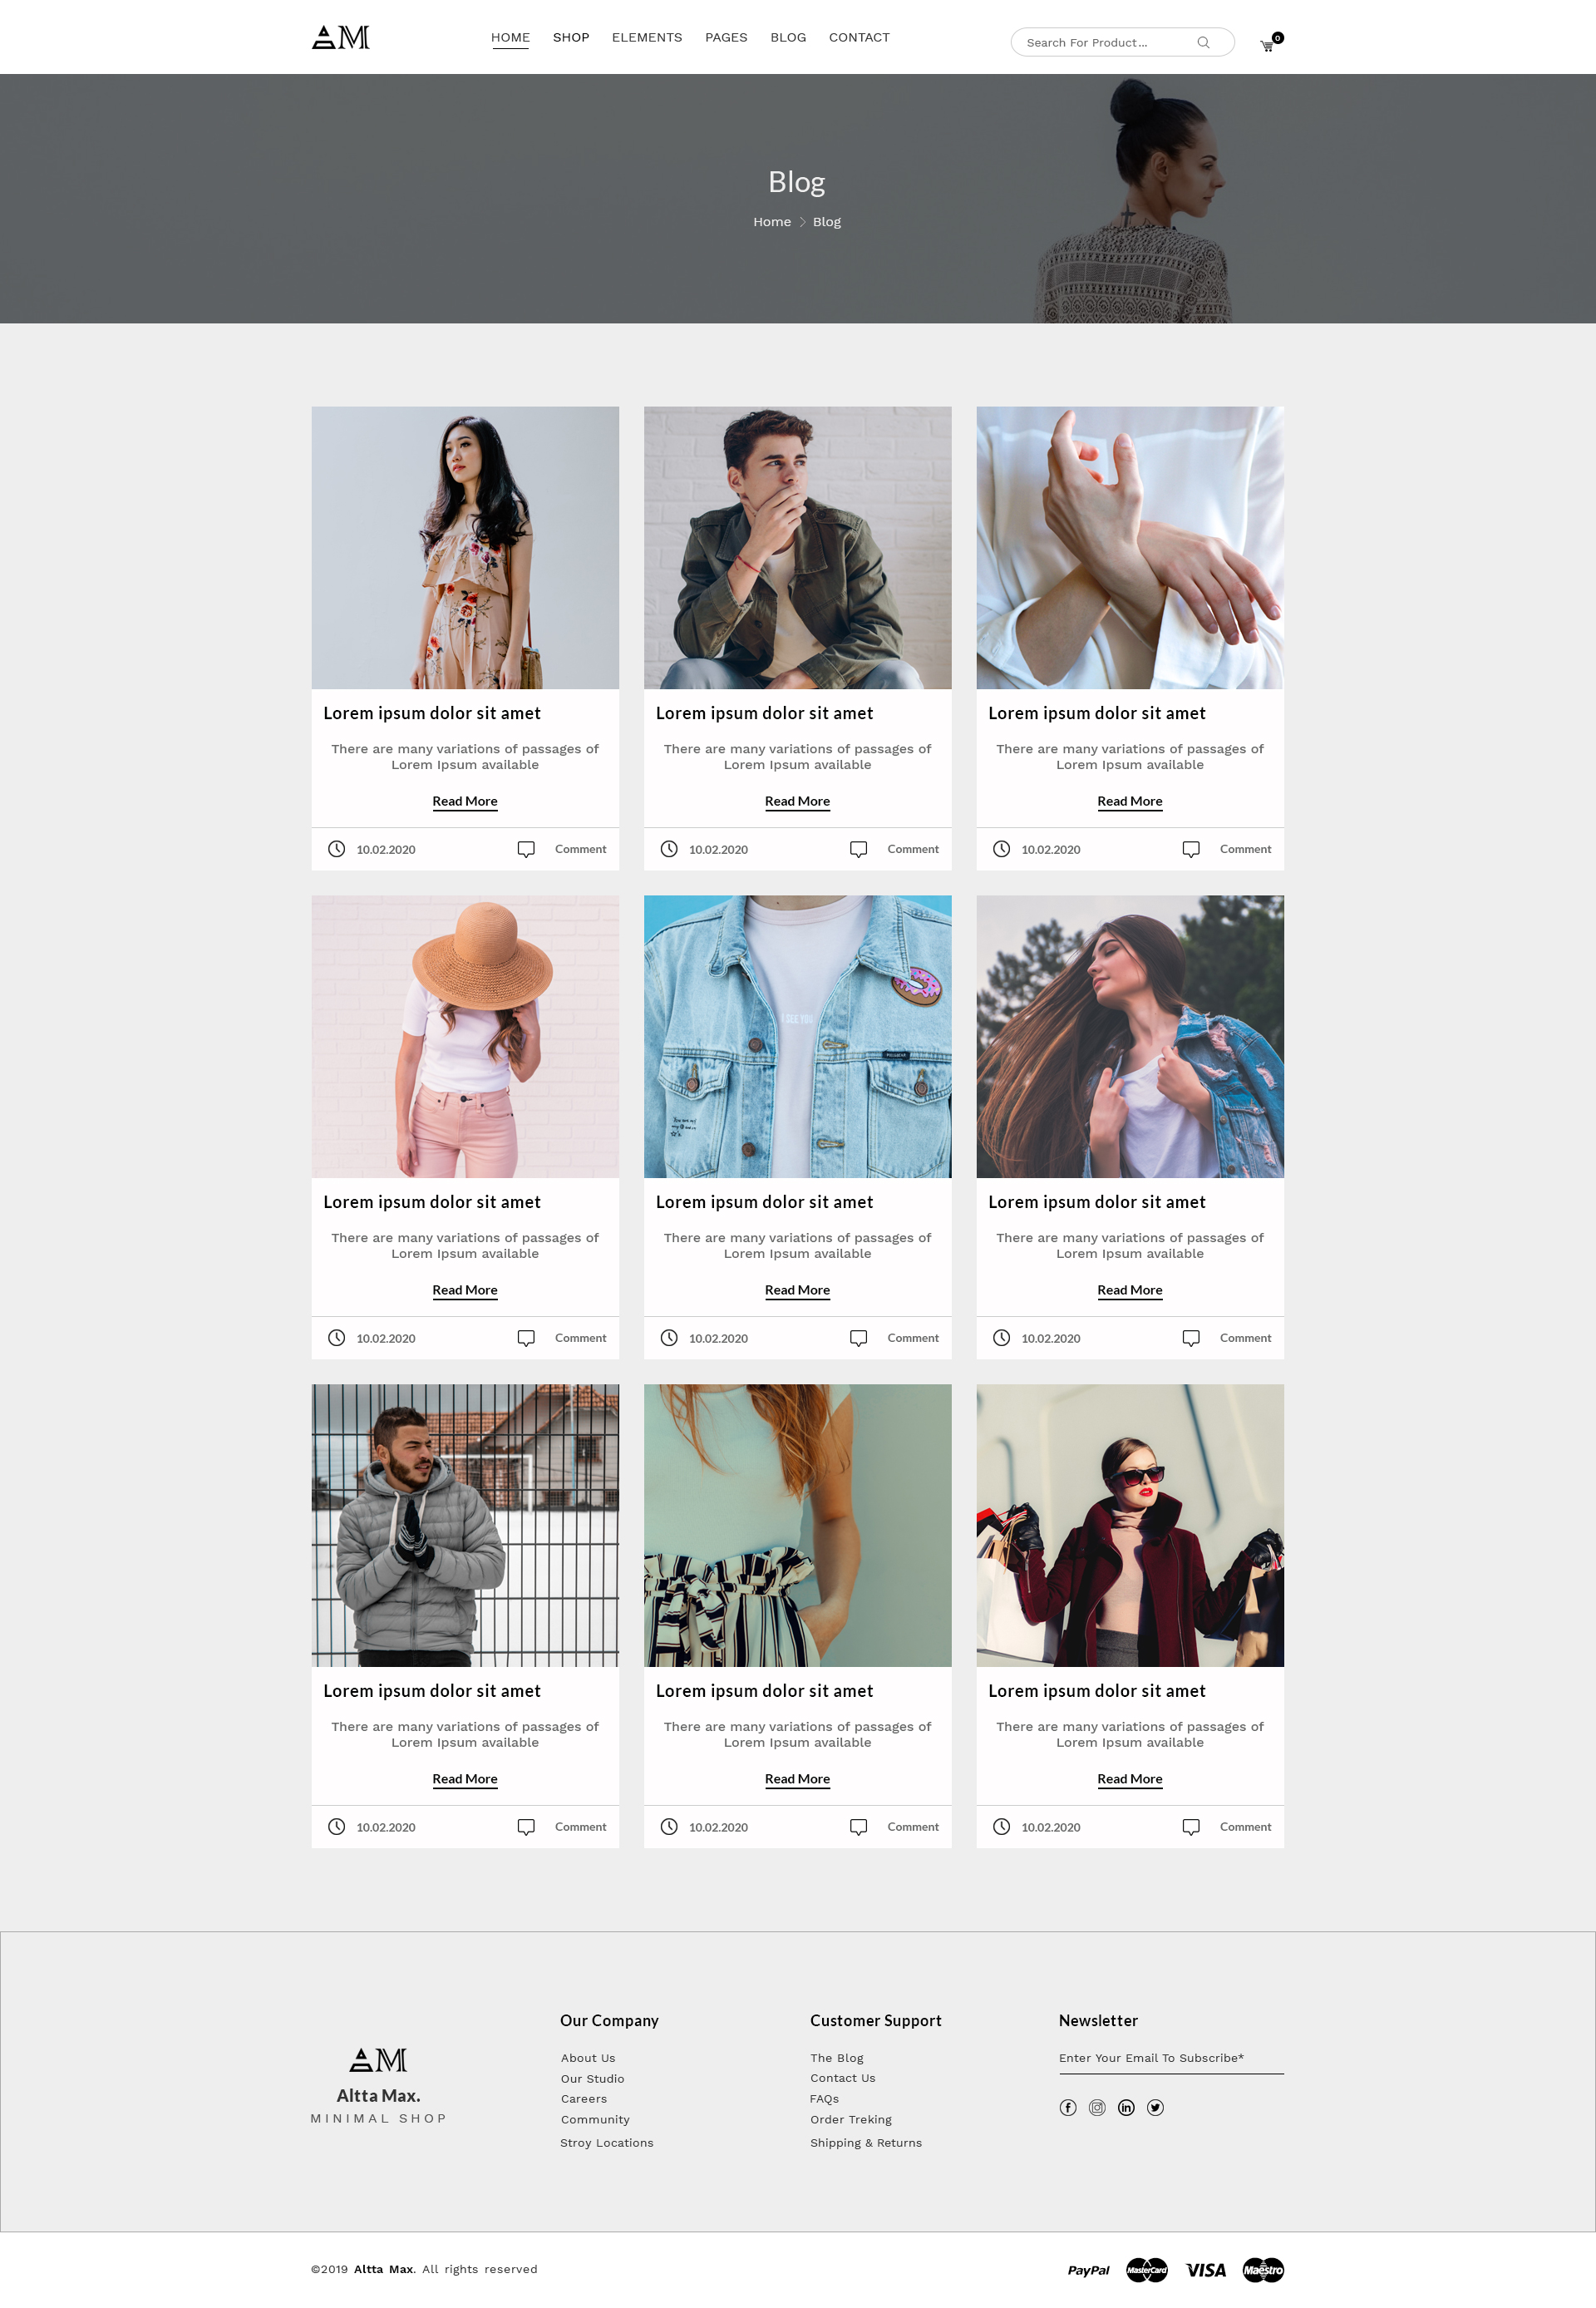 AM
HOME SHOP ELEMENTS PAGES BLOG CONTACT
Search For Product...
0
Blog
Home > Blog
Lorem ipsum dolor sit amet
There are many variations of passages of
Lorem Ipsum available
Read More
10.02.2020 Comment
Lorem ipsum dolor sit amet
There are many variations of passages of
Lorem Ipsum available
Read More
10.02.2020 Comment
Lorem ipsum dolor sit amet
There are many variations of passages of
Lorem Ipsum available
Read More
10.02.2020 Comment
I SEE YOU
Lorem ipsum dolor sit amet
There are many variations of passages of
Lorem Ipsum available
Read More
10.02.2020 Comment
Lorem ipsum dolor sit amet
There are many variations of passages of
Lorem Ipsum available
Read More
10.02.2020 Comment
Lorem ipsum dolor sit amet
There are many variations of passages of
Lorem Ipsum available
Read More
10.02.2020 Comment
Lorem ipsum dolor sit amet
There are many variations of passages of
Lorem Ipsum available
Read More
10.02.2020 Comment
Lorem ipsum dolor sit amet
There are many variations of passages of
Lorem Ipsum available
Read More
10.02.2020 Comment
Lorem ipsum dolor sit amet
There are many variations of passages of
Lorem Ipsum available
Read More
10.02.2020 Comment
AM
Altta Max.
MINIMAL SHOP
Our Company
About Us
Our Studio
Careers
Community
Stroy Locations
Customer Support
The Blog
Contact Us
FAQs
Order Treking
Shipping & Returns
Newsletter
Enter Your Email To Subscribe*
©2019 Altta Max. All rights reserved
PayPal MasterCard VISA Maestro